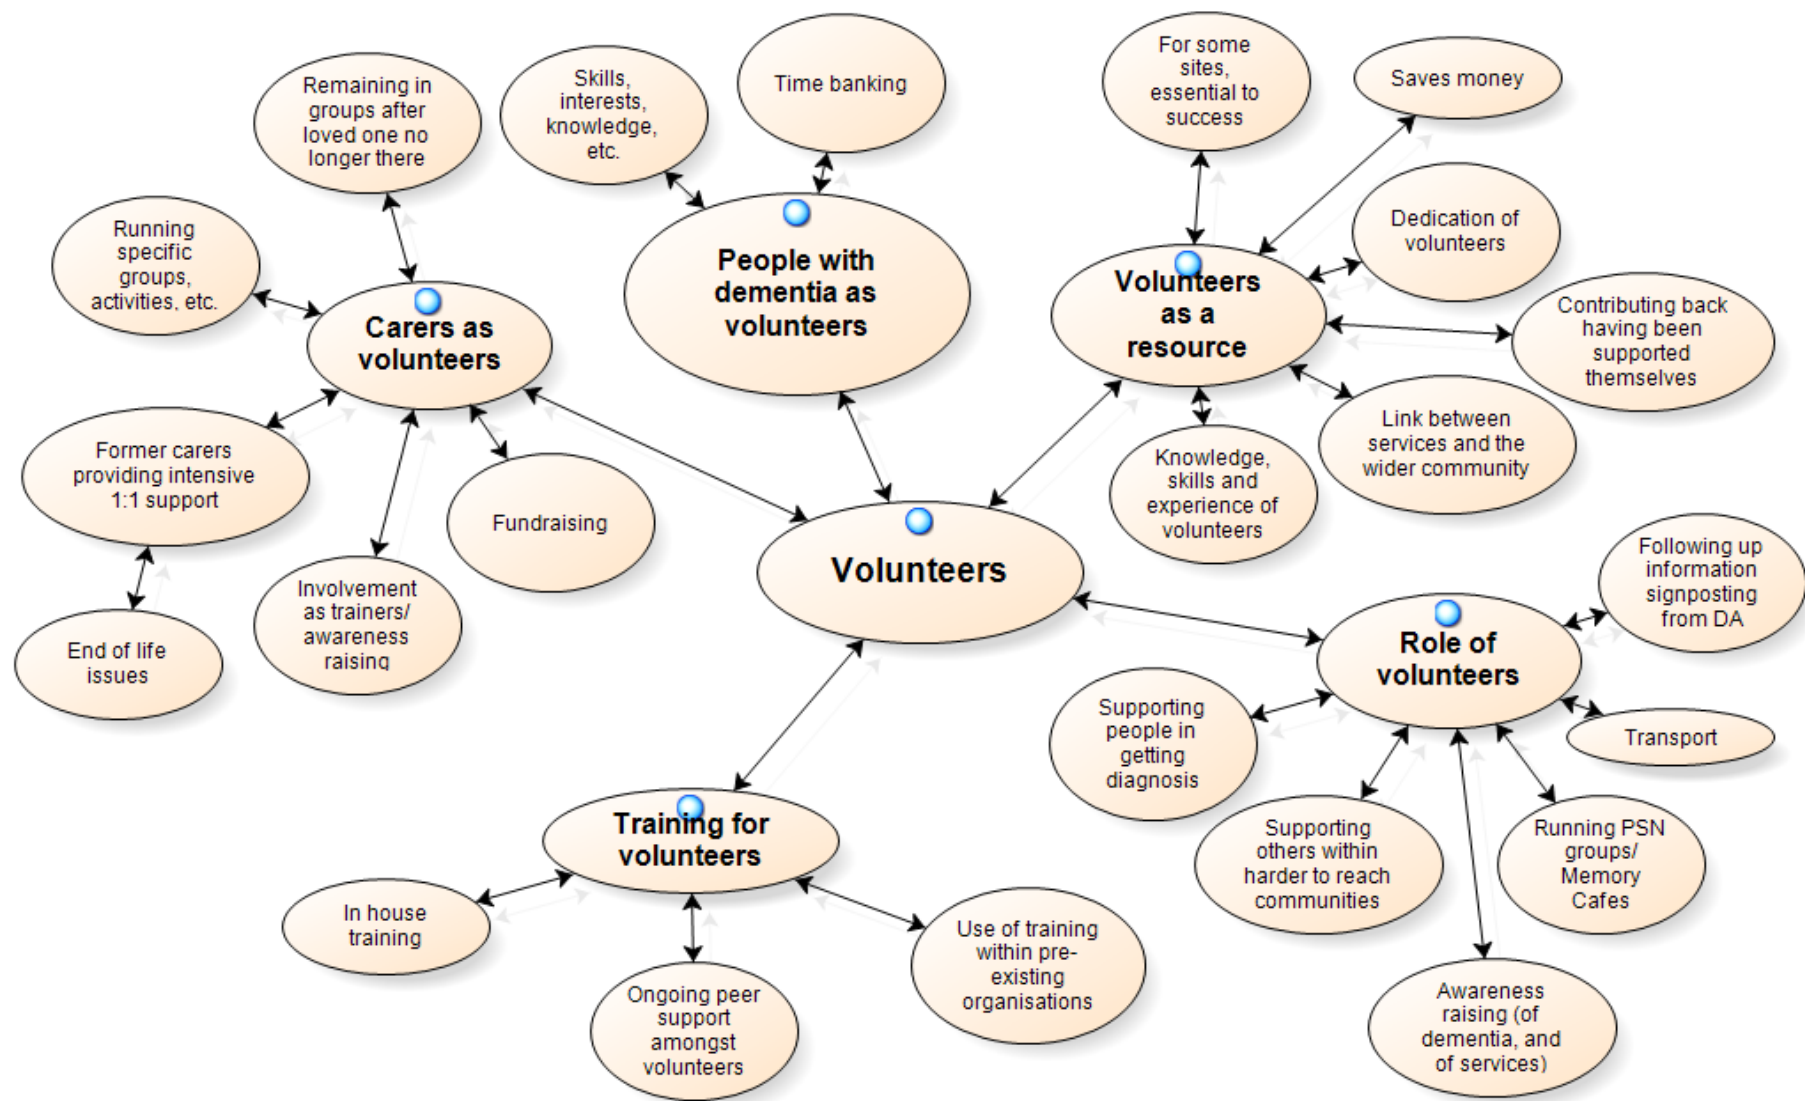 Remaining in
groups after
loved one no
longer there
Skills,
interests,
knowledge,
etc.
Time banking
For some
sites,
essential to
success
Saves money
Running
specific
groups,
activities, etc.
Carers as
volunteers
People with
dementia as
volunteers
Volunteers
as a
resource
Dedication of
volunteers
Contributing back
having been
supported
themselves
Former carers
providing intensive
1:1 support
Fundraising
Knowledge,
skills and
experience of
volunteers
Link between
services and the
wider community
End of life
issues
Involvement
as trainers/
awareness
raising
Volunteers
Following up
information
signposting
from DA
Role of
volunteers
Supporting
people in
getting
diagnosis
Transport
Training for
volunteers
Supporting
others within
harder to reach
communities
Running PSN
groups/
Memory
Cafes
In house
training
Ongoing peer
support
amongst
volunteers
Use of training
within pre-
existing
organisations
Awareness
raising (of
dementia, and
of services)